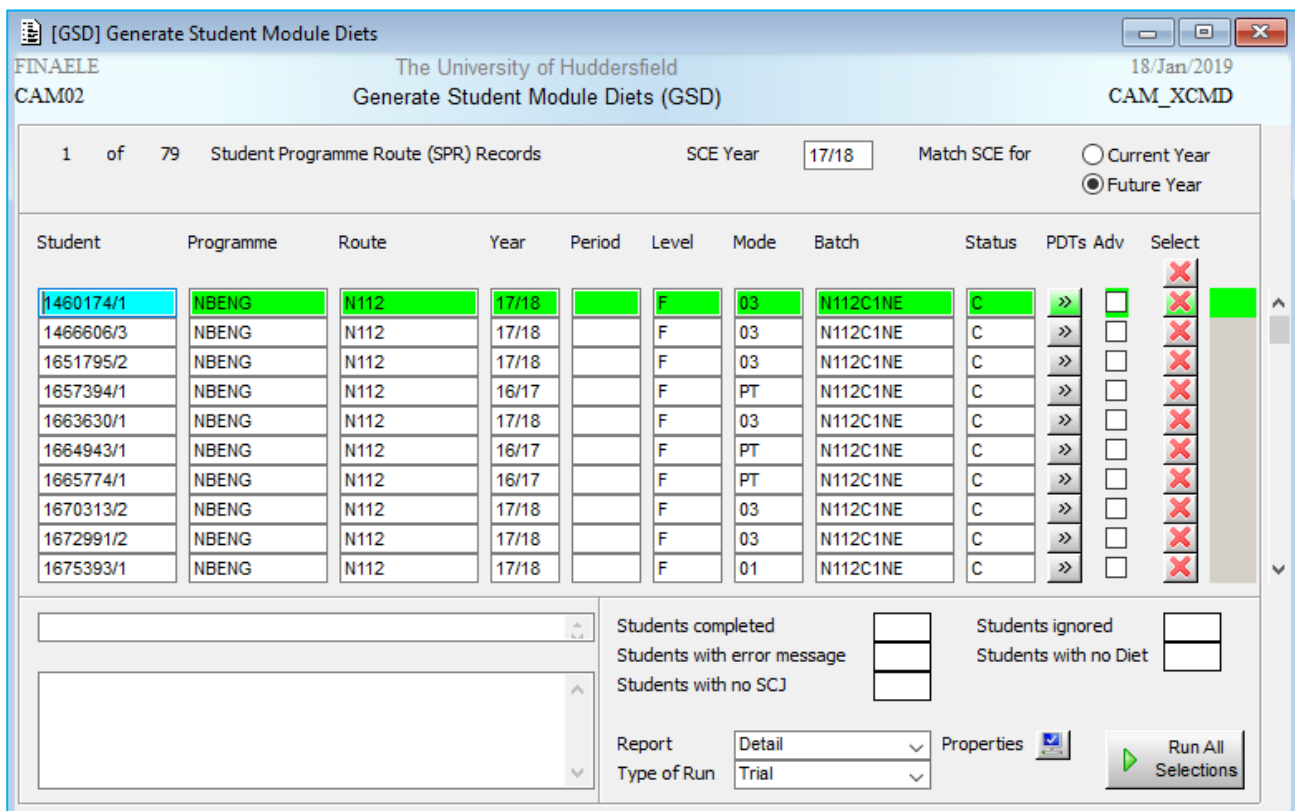 [GSD] Generate Student Module Diets
FINAELE The University of Huddersfield 18/Jan/2019
CAM02 Generate Student Module Diets (GSD) CAM_XCMD
1 of 79 Student Programme Route (SPR) Records SCE Year 17/18 Match SCE for Current Year
Future Year
Student Programme Route Year Period Level Mode Batch Status PDTs Adv Select
1460174/1 NBENG N112 17/18 F 03 N112C1NE C »
1466606/3 NBENG N112 17/18 F 03 N112C1NE C »
1651795/2 NBENG N112 17/18 F 03 N112C1NE C »
1657394/1 NBENG N112 16/17 F PT N112C1NE C »
1663630/1 NBENG N112 17/18 F 03 N112C1NE C »
1664943/1 NBENG N112 16/17 F PT N112C1NE C »
1665774/1 NBENG N112 16/17 F PT N112C1NE C »
1670313/2 NBENG N112 17/18 F 03 N112C1NE C »
1672991/2 NBENG N112 17/18 F 03 N112C1NE C »
1675393/1 NBENG N112 17/18 F 01 N112C1NE C »
Students completed Students ignored
Students with error message Students with no Diet
Students with no SCJ
Report Detail Properties Run All
Type of Run Trial Selections